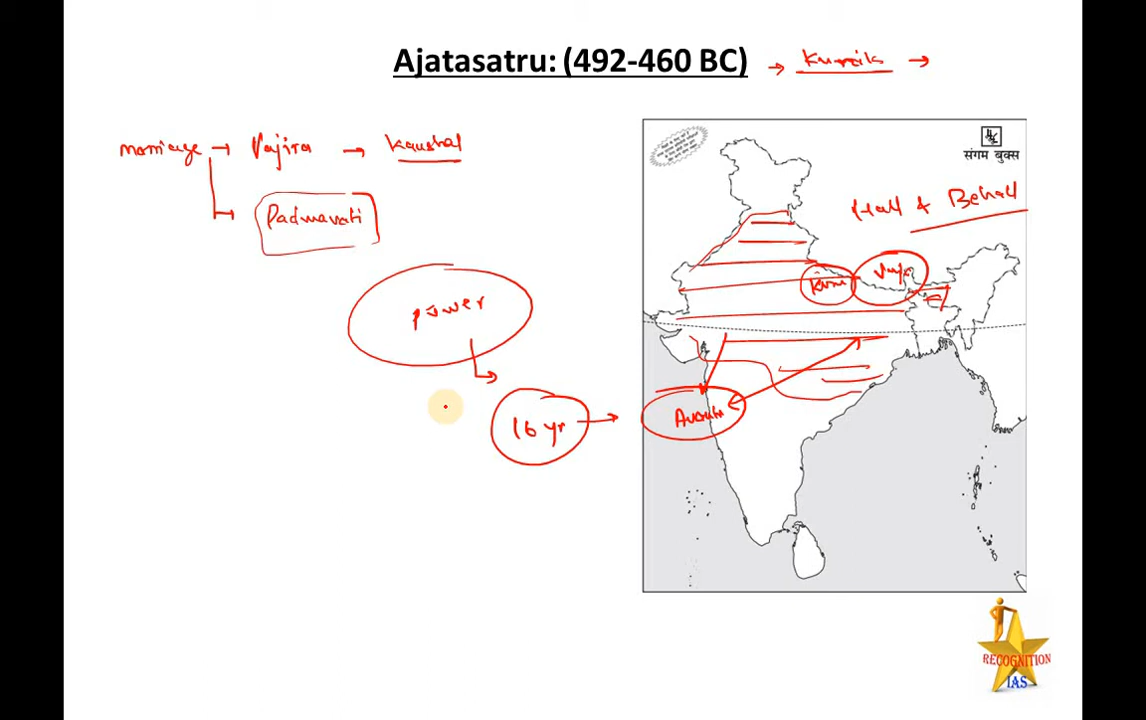 Ajatasatru: (492-460 BC) → Kunik →
marriage → Vajira → Kaushal
Padmavati
power
16 yr →
संगम बुक्स
Hall & Behall
Avanti
RECOGNITION
IAS